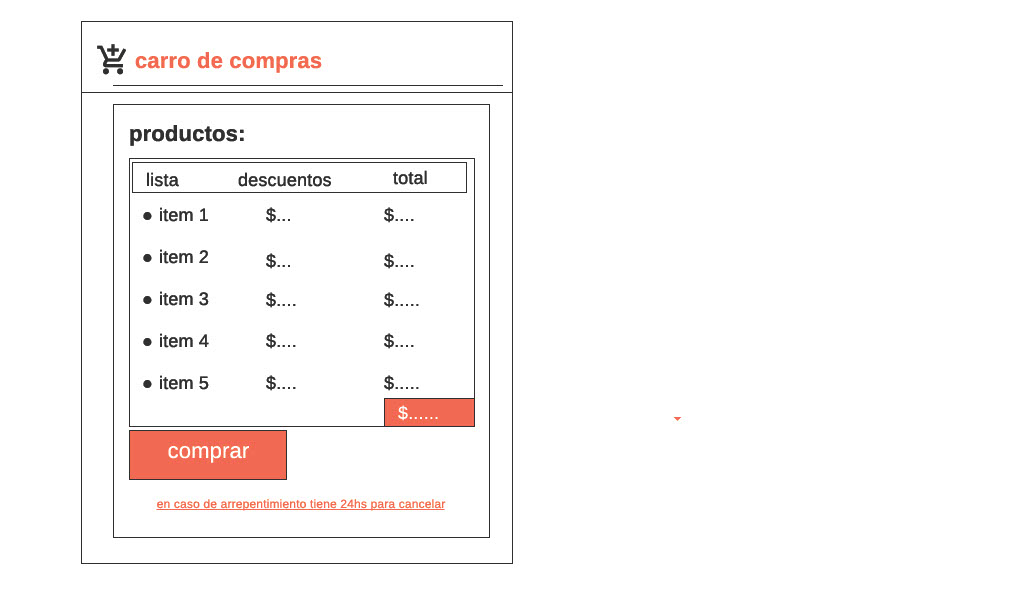 carro de compras
productos:
lista descuentos total
● item 1 $... $....
● item 2 $... $....
● item 3 $.... $.....
● item 4 $.... $....
● item 5 $.... $.....
$......
comprar
en caso de arrepentimiento tiene 24hs para cancelar